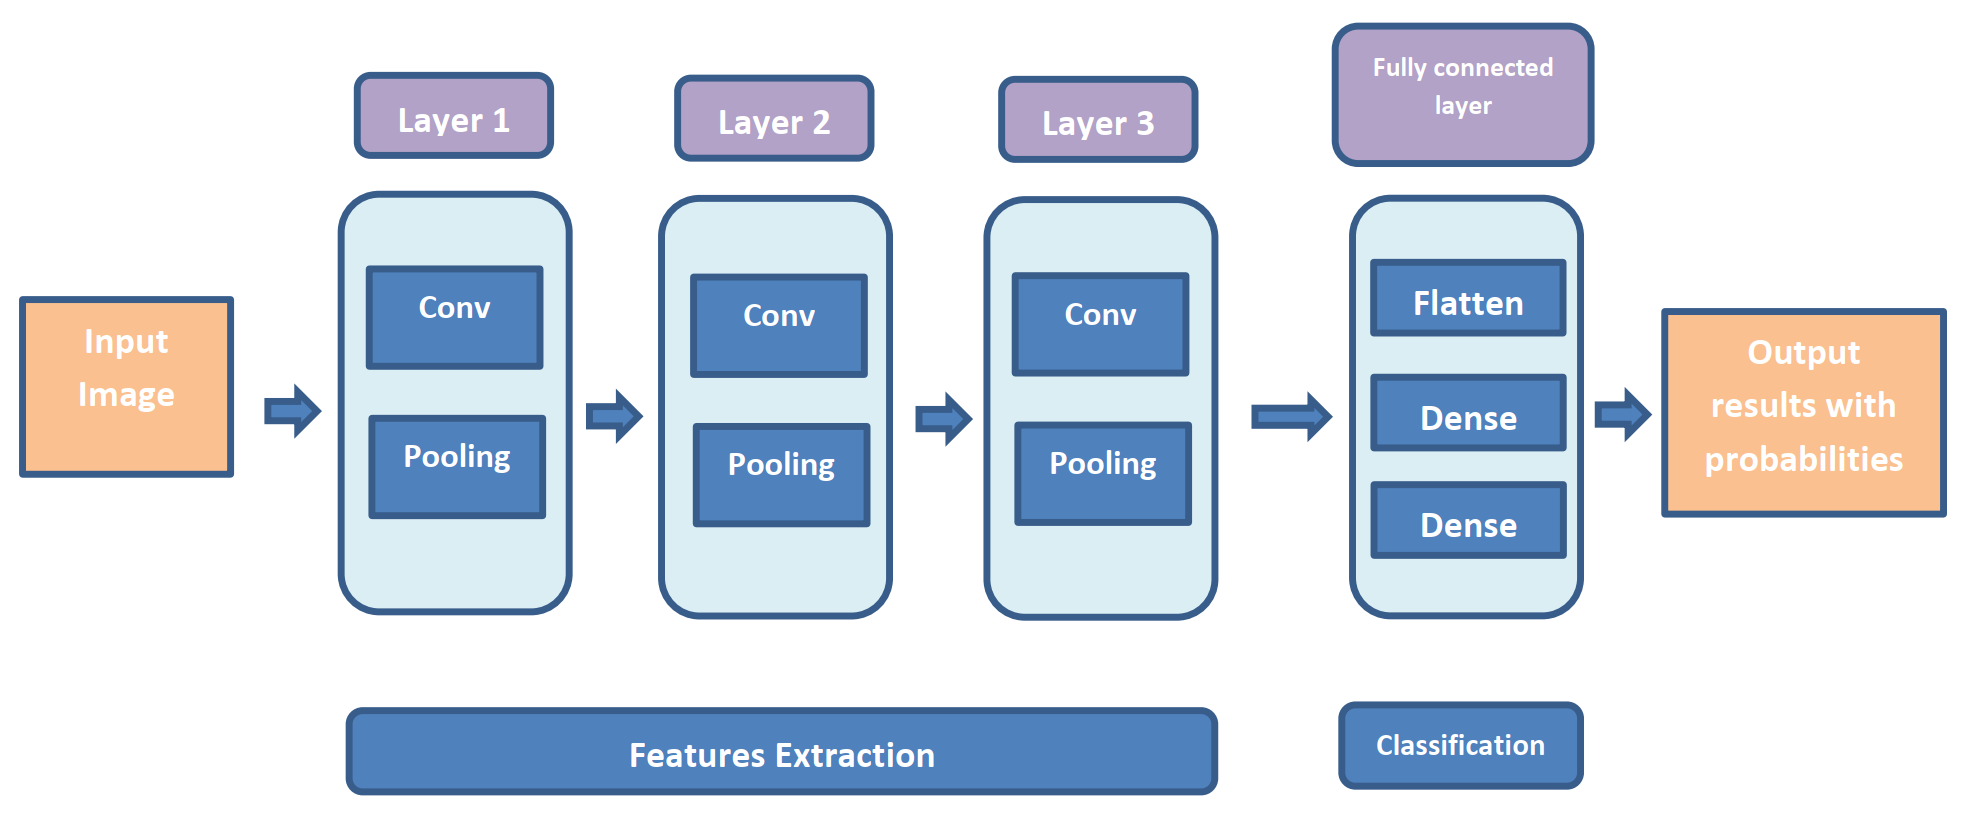 Layer 1
Layer 2
Layer 3
Fully connected
layer
Input
Image
Conv
Pooling
Conv
Pooling
Conv
Pooling
Flatten
Dense
Dense
Output
results with
probabilities
Features Extraction
Classification